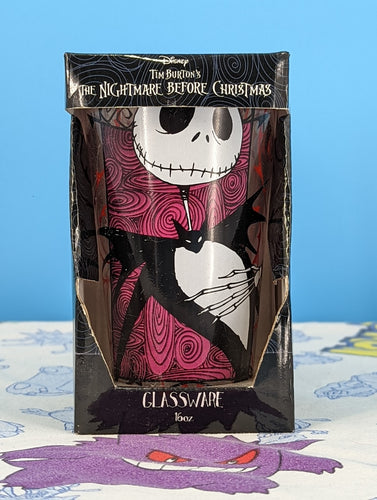 Disney
TIM BURTON'S
THE NIGHTMARE BEFORE CHRISTMAS
GLASSWARE
16oz